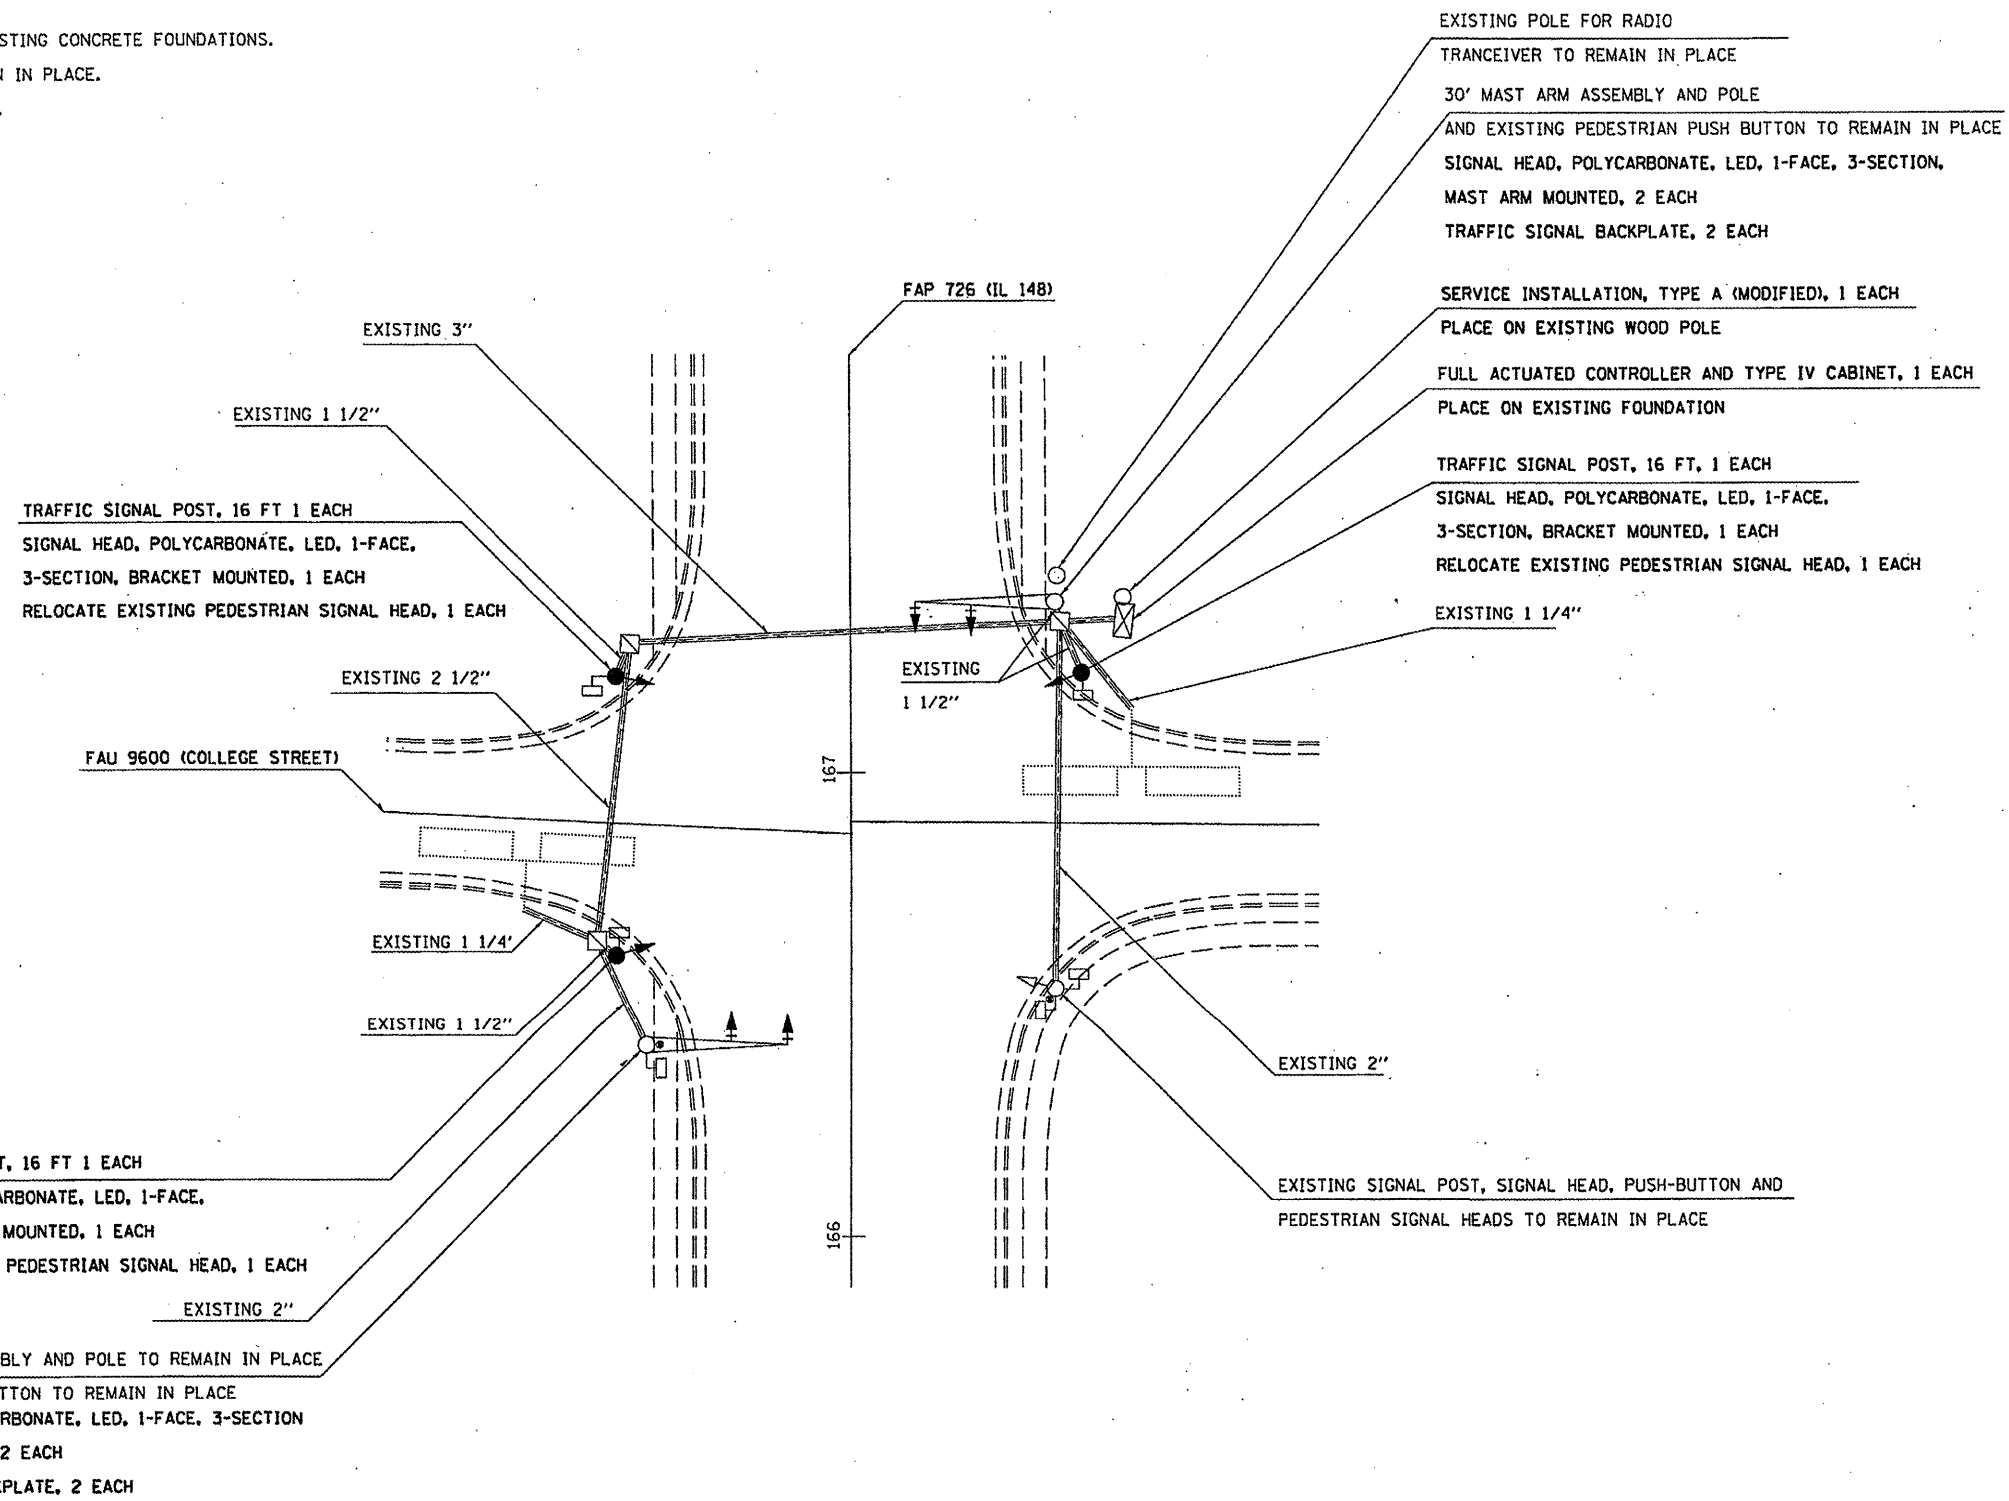 STING CONCRETE FOUNDATIONS.
IN PLACE.
EXISTING POLE FOR RADIO
TRANCEIVER TO REMAIN IN PLACE
30' MAST ARM ASSEMBLY AND POLE
AND EXISTING PEDESTRIAN PUSH BUTTON TO REMAIN IN PLACE
SIGNAL HEAD, POLYCARBONATE, LED, 1-FACE, 3-SECTION,
MAST ARM MOUNTED, 2 EACH
TRAFFIC SIGNAL BACKPLATE, 2 EACH
FAP 726 (IL 148)
SERVICE INSTALLATION, TYPE A (MODIFIED), 1 EACH
PLACE ON EXISTING WOOD POLE
EXISTING 3"
FULL ACTUATED CONTROLLER AND TYPE IV CABINET, 1 EACH
PLACE ON EXISTING FOUNDATION
EXISTING 1 1/2"
TRAFFIC SIGNAL POST, 16 FT, 1 EACH
SIGNAL HEAD, POLYCARBONATE, LED, 1-FACE,
3-SECTION, BRACKET MOUNTED, 1 EACH
RELOCATE EXISTING PEDESTRIAN SIGNAL HEAD, 1 EACH
TRAFFIC SIGNAL POST, 16 FT 1 EACH
SIGNAL HEAD, POLYCARBONATE, LED, 1-FACE,
3-SECTION, BRACKET MOUNTED, 1 EACH
RELOCATE EXISTING PEDESTRIAN SIGNAL HEAD, 1 EACH
EXISTING 1 1/4"
EXISTING 2 1/2"
EXISTING
1 1/2"
FAU 9600 (COLLEGE STREET)
167
EXISTING 1 1/4'
EXISTING 1 1/2"
EXISTING 2"
T, 16 FT 1 EACH
ARBONATE, LED, 1-FACE,
MOUNTED, 1 EACH
PEDESTRIAN SIGNAL HEAD, 1 EACH
EXISTING SIGNAL POST, SIGNAL HEAD, PUSH-BUTTON AND
PEDESTRIAN SIGNAL HEADS TO REMAIN IN PLACE
166
EXISTING 2"
BLY AND POLE TO REMAIN IN PLACE
TTON TO REMAIN IN PLACE
RBONATE, LED, 1-FACE, 3-SECTION
2 EACH
KPLATE, 2 EACH